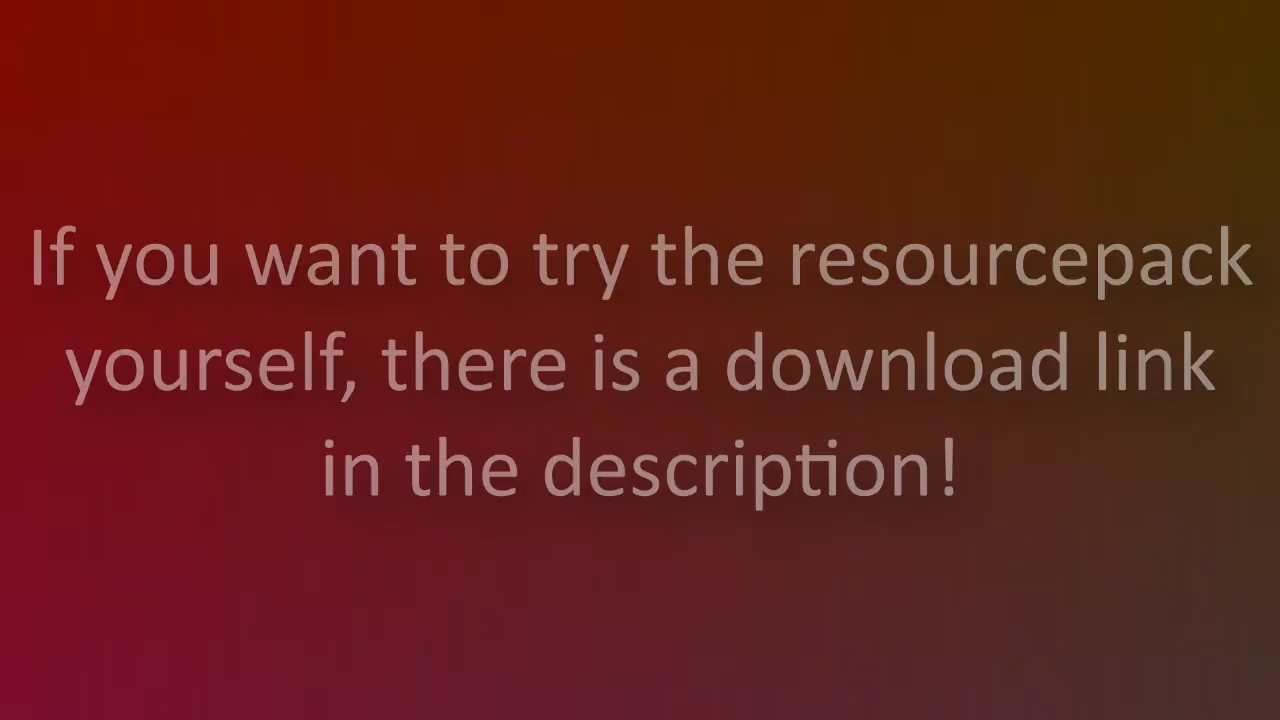 If you want to try the resourcepack
yourself, there is a download link
in the description!